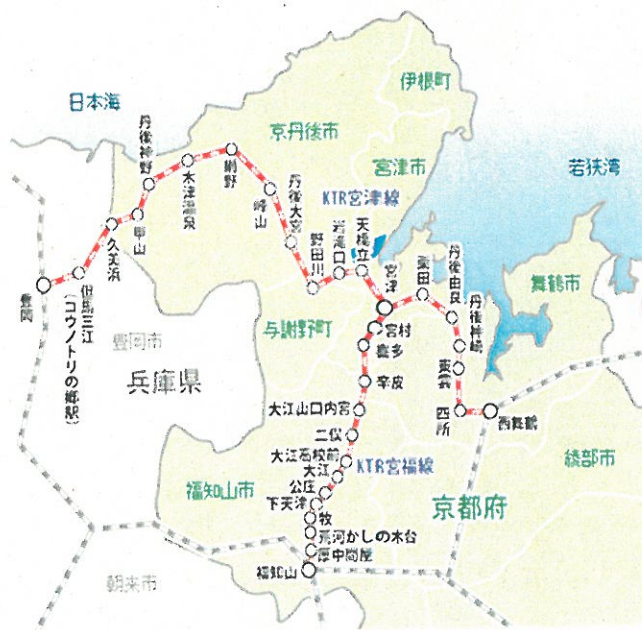 伊根町
日本海
京丹後市
宮津市
若狭湾
KTR宮津線
舞鶴市
与謝野町
豊岡市
兵庫県
福知山市
KTR宮福線
綾部市
京都府
朝来市
豊岡
但馬三江
(コウノトリの郷駅)
久美浜
甲山
丹後神野
木津温泉
網野
峰山
丹後大宮
野田川
岩滝口
天橋立
宮津
栗田
丹後由良
丹後神崎
東雲
四所
西舞鶴
宮村
喜多
辛皮
大江山口内宮
二俣
大江高校前
大江
公庄
下天津
牧
荒河かしの木台
厚中問屋
福知山